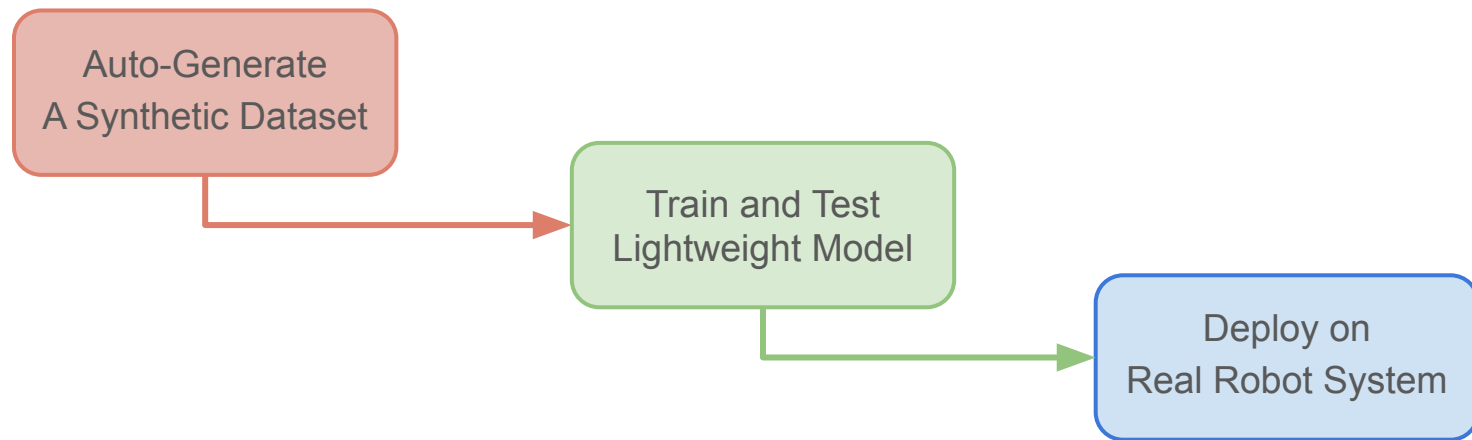 Auto-Generate
A Synthetic Dataset
Train and Test
Lightweight Model
Deploy on
Real Robot System